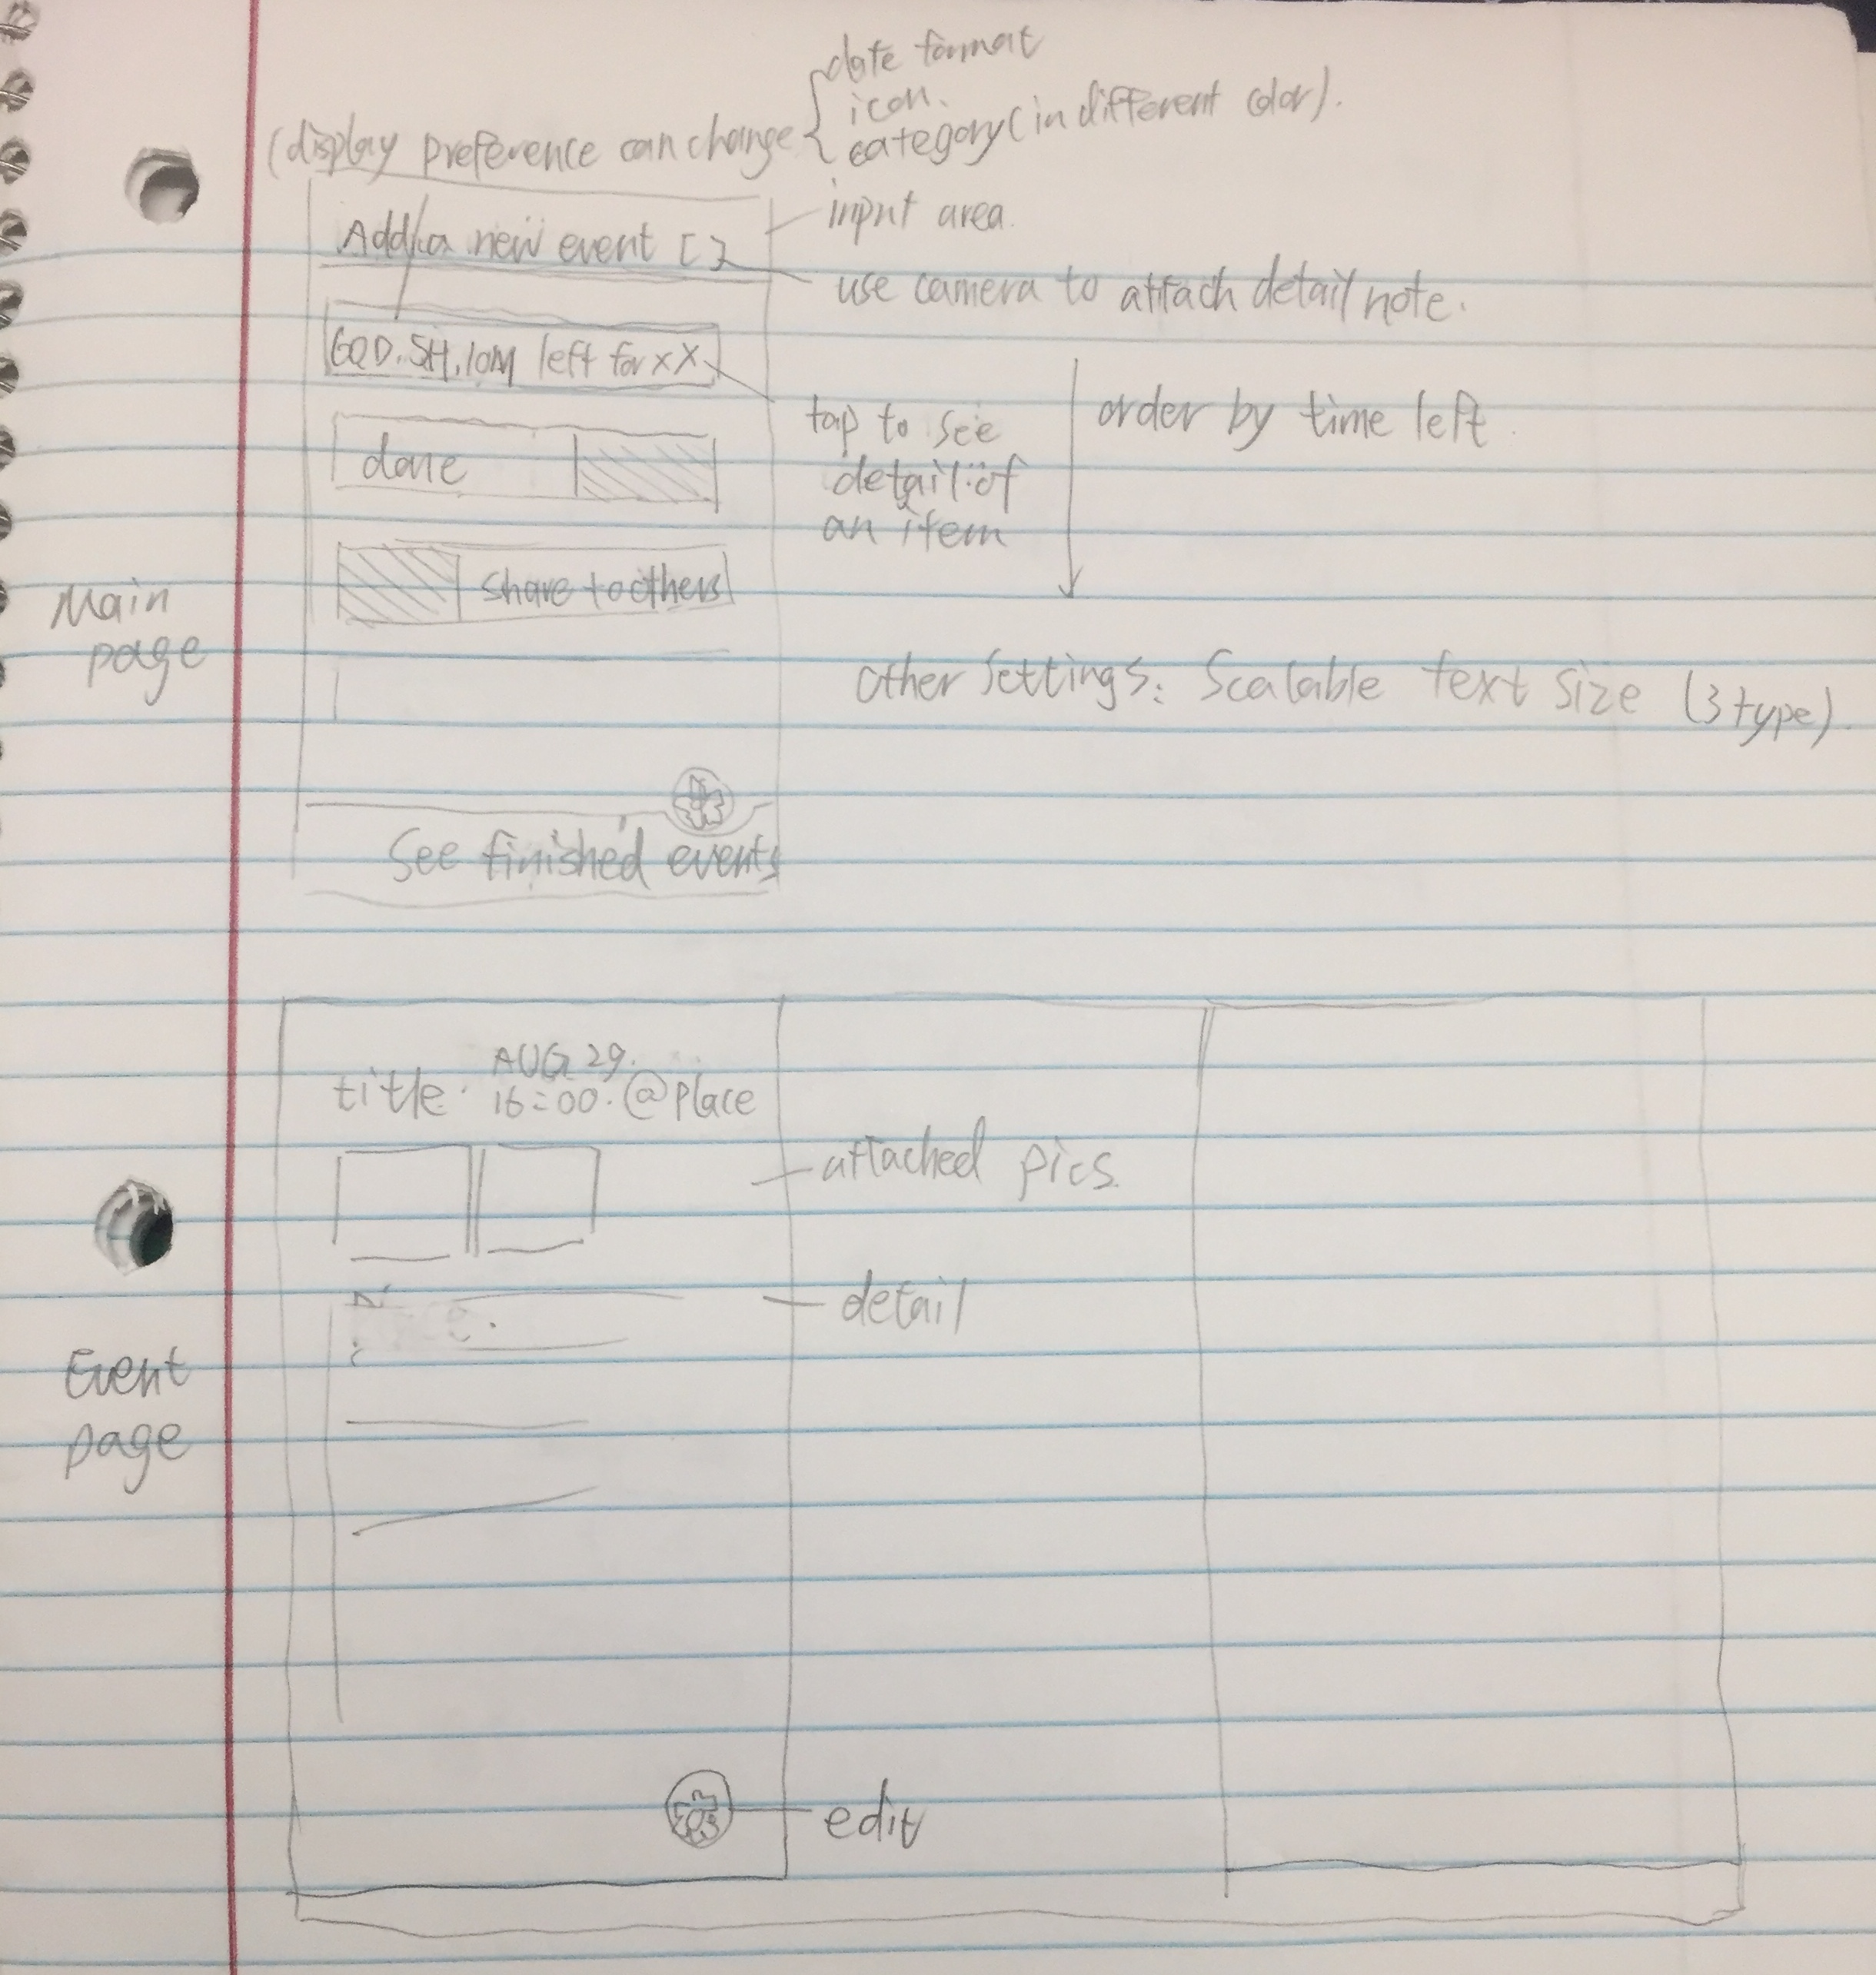 date format
icon.
(display preference can change { category (in different color).
Add a new event [ ]
input area.
use camera to attach detail note.
60D.5H.10M left for xX
tap to see
detail of
an item
order by time left.
done
share to others
Main
page
Other Settings: Scalable text size (3 type).
See finished events
AUG 29.
title. 16:00. @place
attached pics.
detail
Event
page
edit